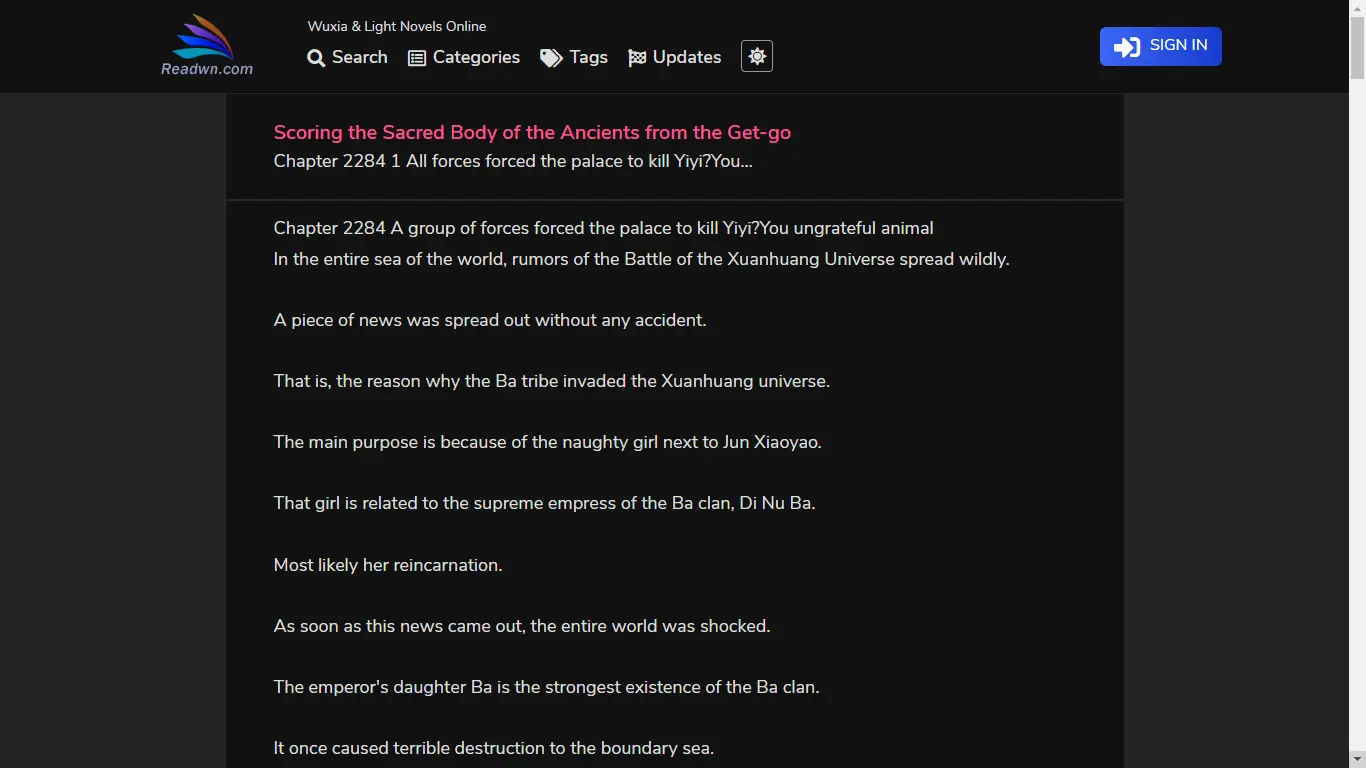 Readwn.com
Wuxia & Light Novels Online
Search Categories Tags Updates
SIGN IN
Scoring the Sacred Body of the Ancients from the Get-go
Chapter 2284 1 All forces forced the palace to kill Yiyi?You...
Chapter 2284 A group of forces forced the palace to kill Yiyi?You ungrateful animal
In the entire sea of the world, rumors of the Battle of the Xuanhuang Universe spread wildly.
A piece of news was spread out without any accident.
That is, the reason why the Ba tribe invaded the Xuanhuang universe.
The main purpose is because of the naughty girl next to Jun Xiaoyao.
That girl is related to the supreme empress of the Ba clan, Di Nu Ba.
Most likely her reincarnation.
As soon as this news came out, the entire world was shocked.
The emperor's daughter Ba is the strongest existence of the Ba clan.
It once caused terrible destruction to the boundary sea.